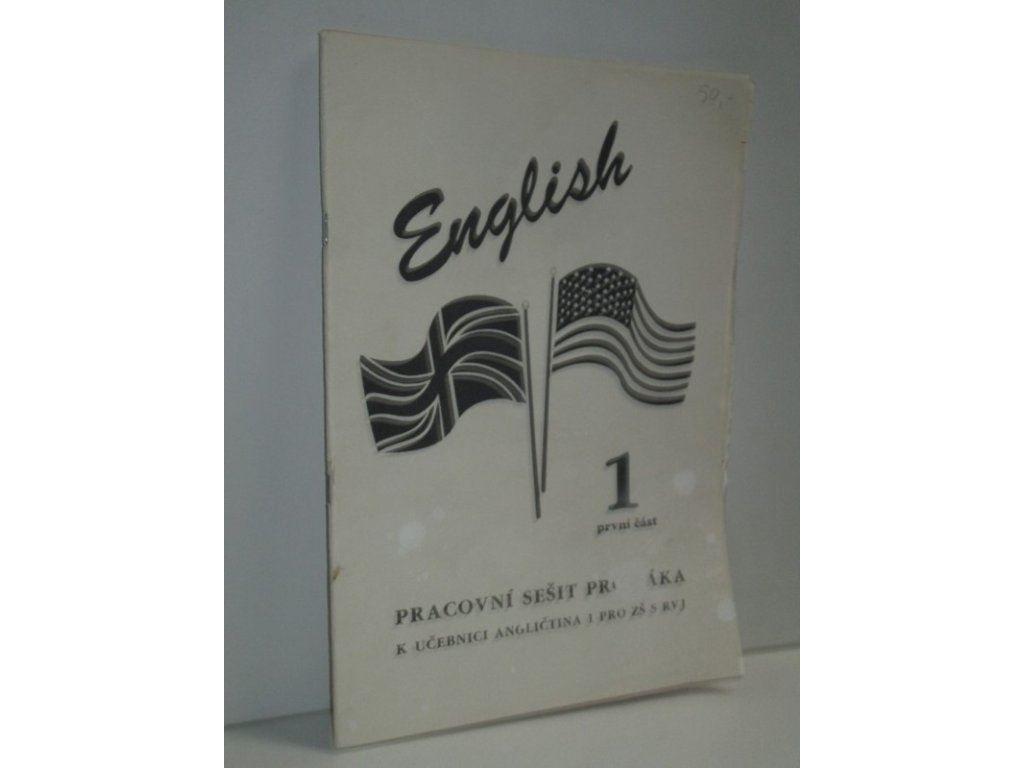 50,-
English
1
první část
PRACOVNÍ SEŠIT
K UČEBNICI ANGLIČTINA 1 PRO ZŠ S RVJ